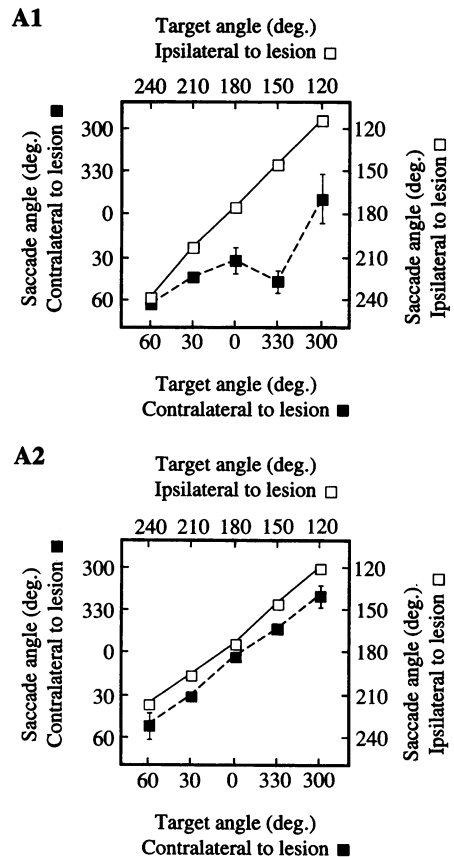 A1
Target angle (deg.)
Ipsilateral to lesion □
240 210 180 150 120
Saccade angle (deg.)
Contralateral to lesion ■
300
330
0
30
60
120
150
180
210
240
Saccade angle (deg.)
Ipsilateral to lesion □
60 30 0 330 300
Target angle (deg.)
Contralateral to lesion ■
A2
Target angle (deg.)
Ipsilateral to lesion □
240 210 180 150 120
Saccade angle (deg.)
Contralateral to lesion ■
300
330
0
30
60
120
150
180
210
240
Saccade angle (deg.).
Ipsilateral to lesion □
60 30 0 330 300
Target angle (deg.)
Contralateral to lesion ■